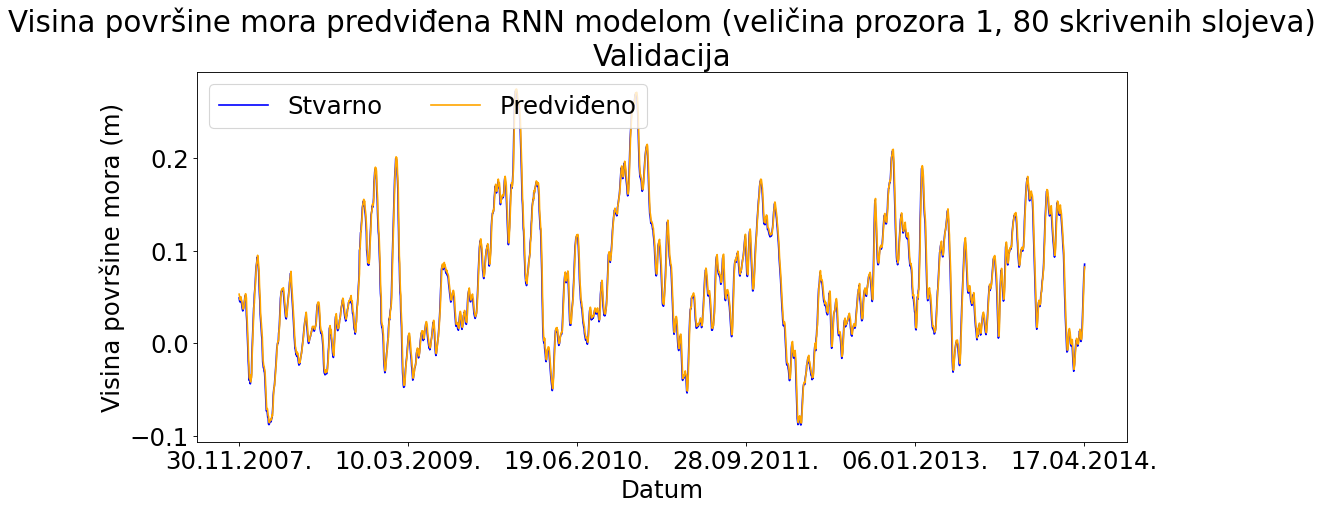 Visina površine mora predviđena RNN modelom (veličina prozora 1, 80 skrivenih slojeva)
Validacija
Stvarno
Predviđeno
Visina površine mora (m)
0.2
0.1
0.0
−0.1
30.11.2007.
10.03.2009.
19.06.2010.
28.09.2011.
06.01.2013.
17.04.2014.
Datum